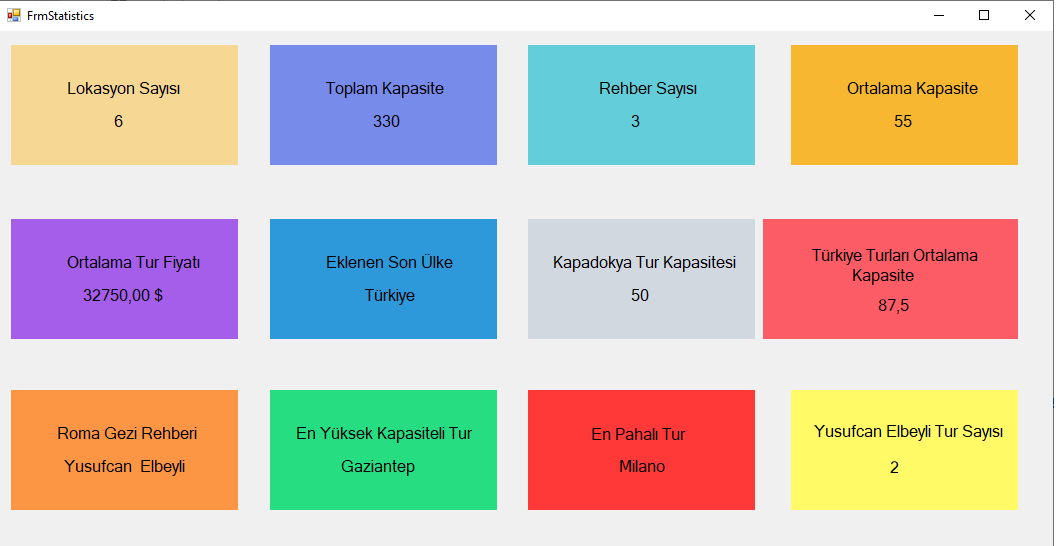 FrmStatistics
Lokasyon Sayısı
6
Toplam Kapasite
330
Rehber Sayısı
3
Ortalama Kapasite
55
Ortalama Tur Fiyatı
32750,00 $
Eklenen Son Ülke
Türkiye
Kapadokya Tur Kapasitesi
50
Türkiye Turları Ortalama
Kapasite
87,5
Roma Gezi Rehberi
Yusufcan  Elbeyli
En Yüksek Kapasiteli Tur
Gaziantep
En Pahalı Tur
Milano
Yusufcan Elbeyli Tur Sayısı
2